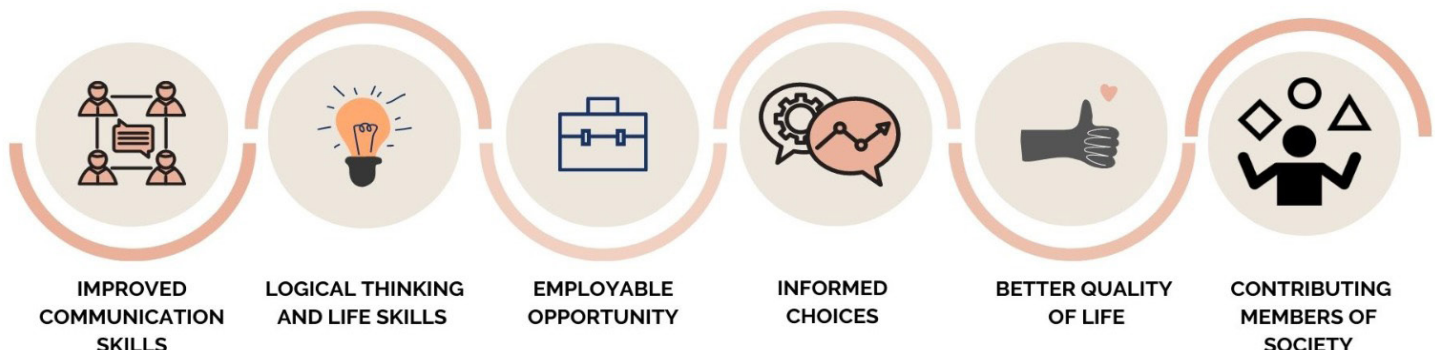 IMPROVED
COMMUNICATION
SKILLS
LOGICAL THINKING
AND LIFE SKILLS
EMPLOYABLE
OPPORTUNITY
INFORMED
CHOICES
BETTER QUALITY
OF LIFE
CONTRIBUTING
MEMBERS OF
SOCIETY